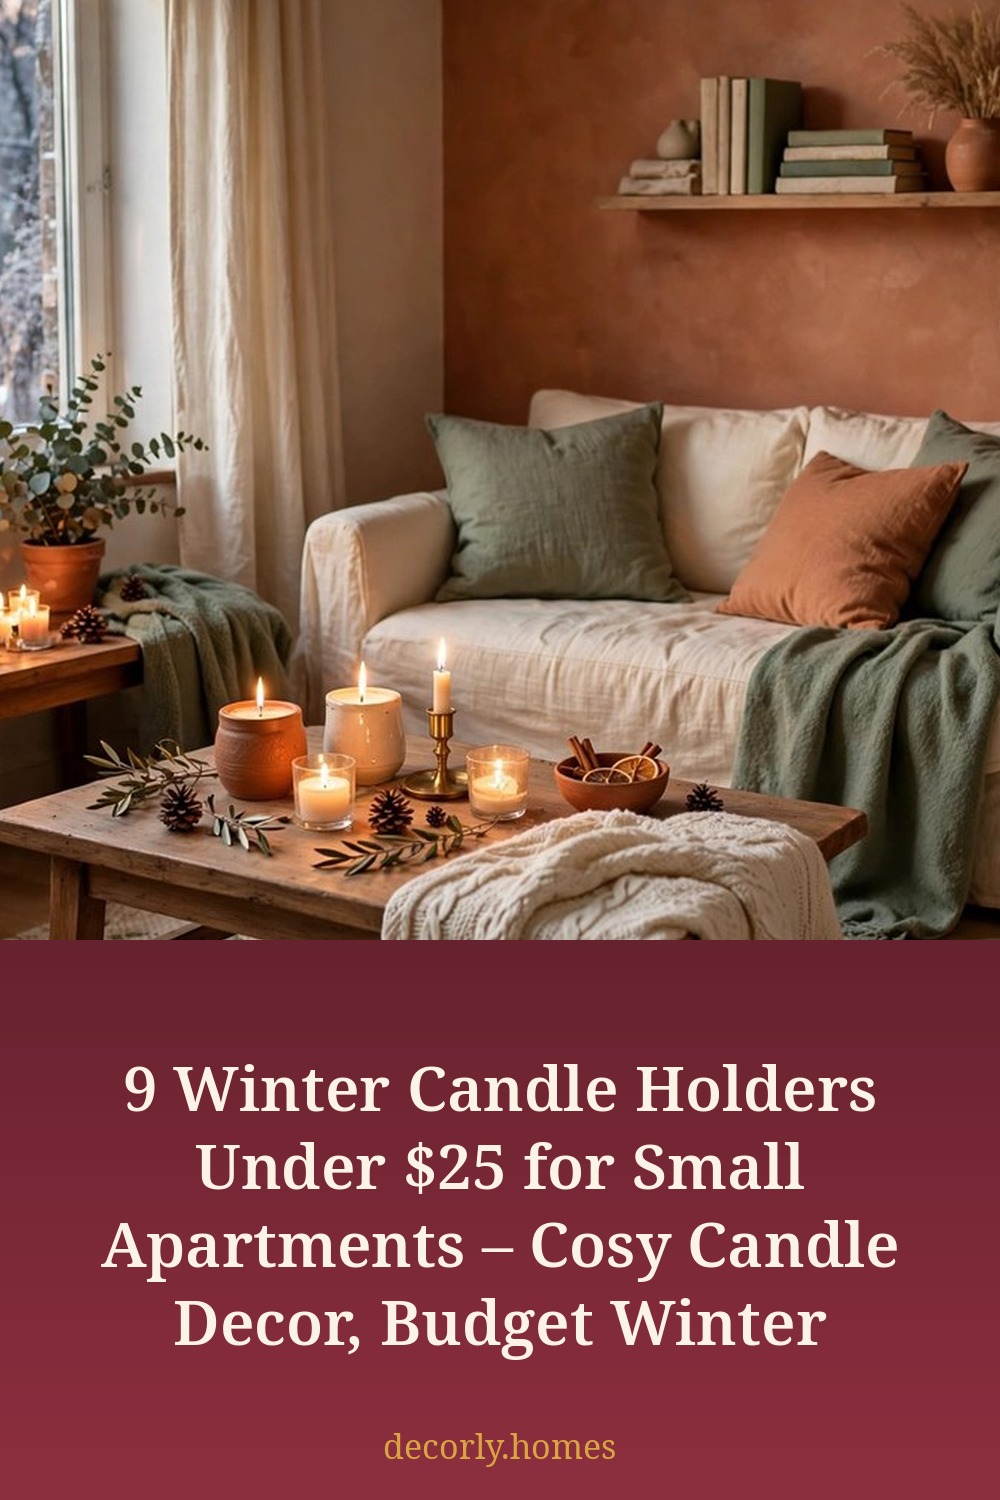 9 Winter Candle Holders
Under $25 for Small
Apartments – Cosy Candle
Decor, Budget Winter
decorly.homes